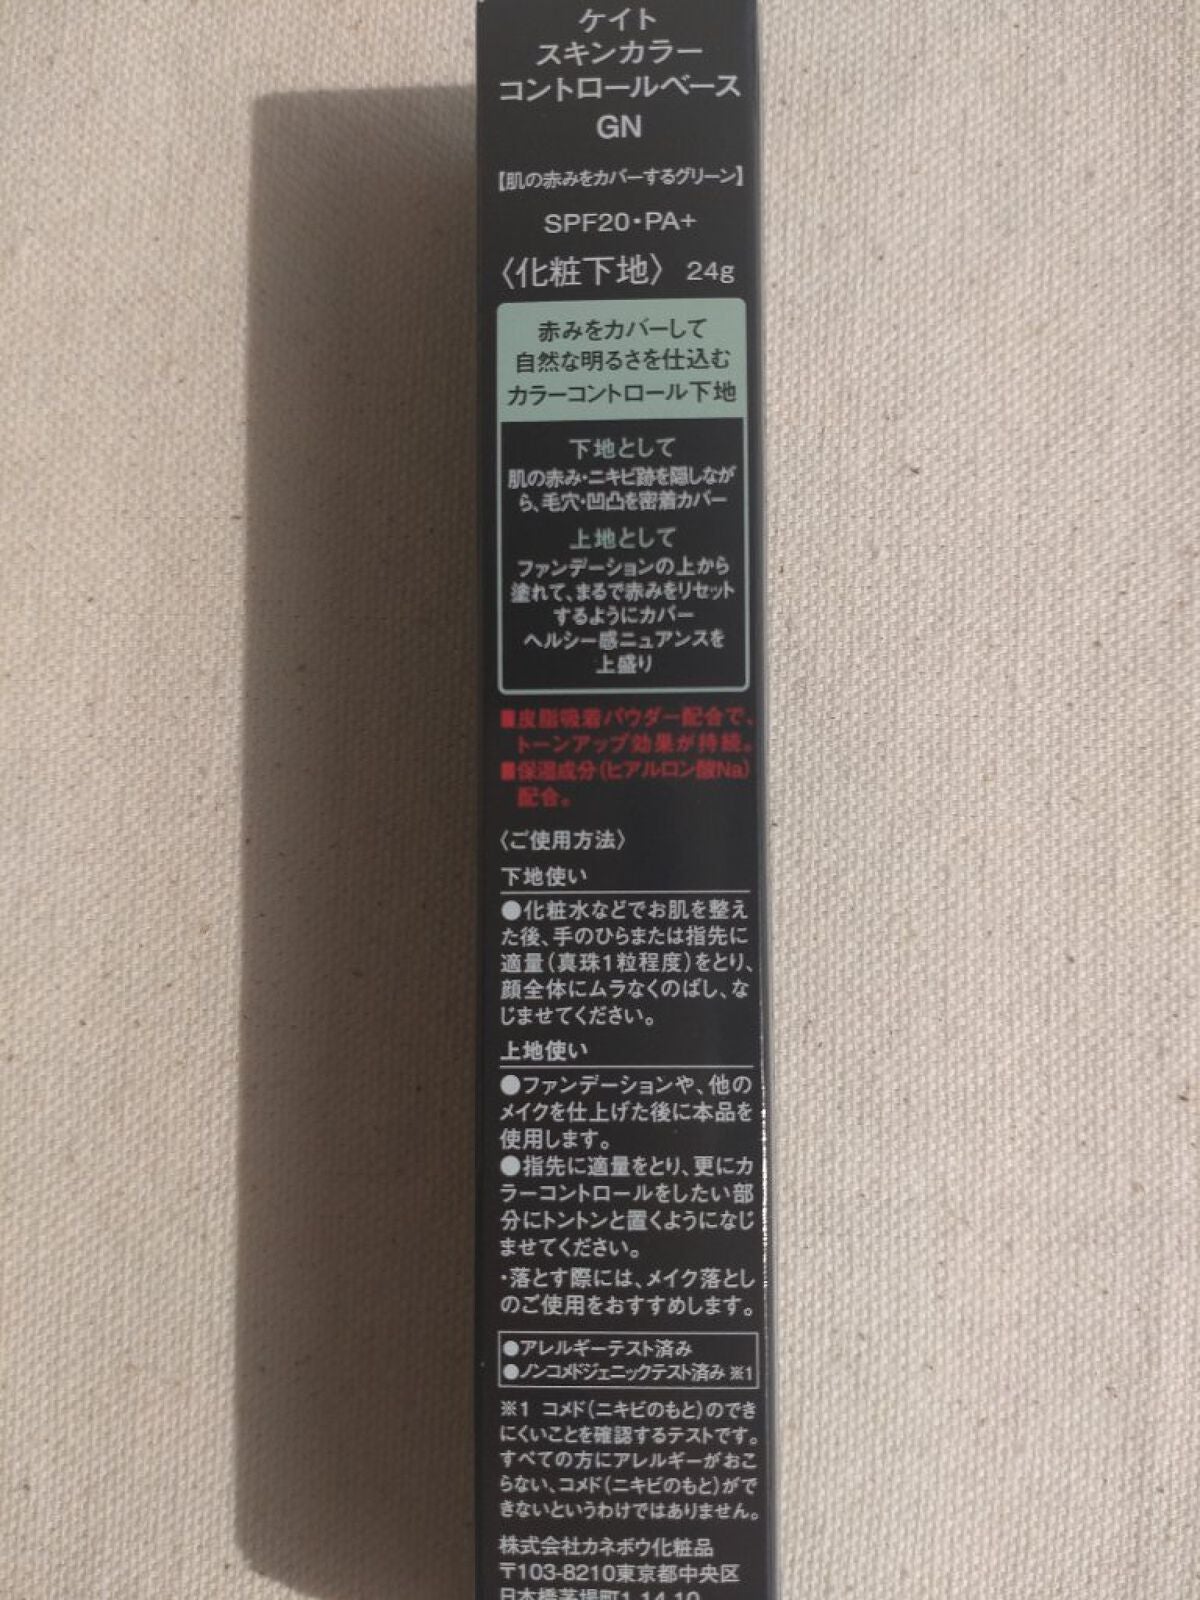 ケイト
スキンカラー
コントロールベース
GN
【肌の赤みをカバーするグリーン】
SPF20・PA+
〈化粧下地〉 24g
赤みをカバーして
自然な明るさを仕込む
カラーコントロール下地
下地として
肌の赤み・ニキビ跡を隠しなが
ら、毛穴・凹凸を密着カバー
上地として
ファンデーションの上から
塗れて、まるで赤みをリセット
するようにカバー
ヘルシー感ニュアンスを
上盛り
■皮脂吸着パウダー配合で、
トーンアップ効果が持続。
■保湿成分(ヒアルロン酸Na)
配合。
〈ご使用方法〉
下地使い
●化粧水などでお肌を整え
た後、手のひらまたは指先に
適量(真珠1粒程度)をとり、
顔全体にムラなくのばし、な
じませてください。
上地使い
●ファンデーションや、他の
メイクを仕上げた後に本品を
使用します。
●指先に適量をとり、更にカ
ラーコントロールをしたい部
分にトントンと置くようになじ
ませてください。
・落とす際には、メイク落とし
のご使用をおすすめします。
●アレルギーテスト済み
●ノンコメドジェニックテスト済み ※1
※1 コメド(ニキビのもと)のでき
にくいことを確認するテストです。
すべての方にアレルギーがおこ
らない、コメド(ニキビのもと)がで
きないというわけではありません。
株式会社カネボウ化粧品
〒103-8210東京都中央区
日本橋茅場町1-14-10